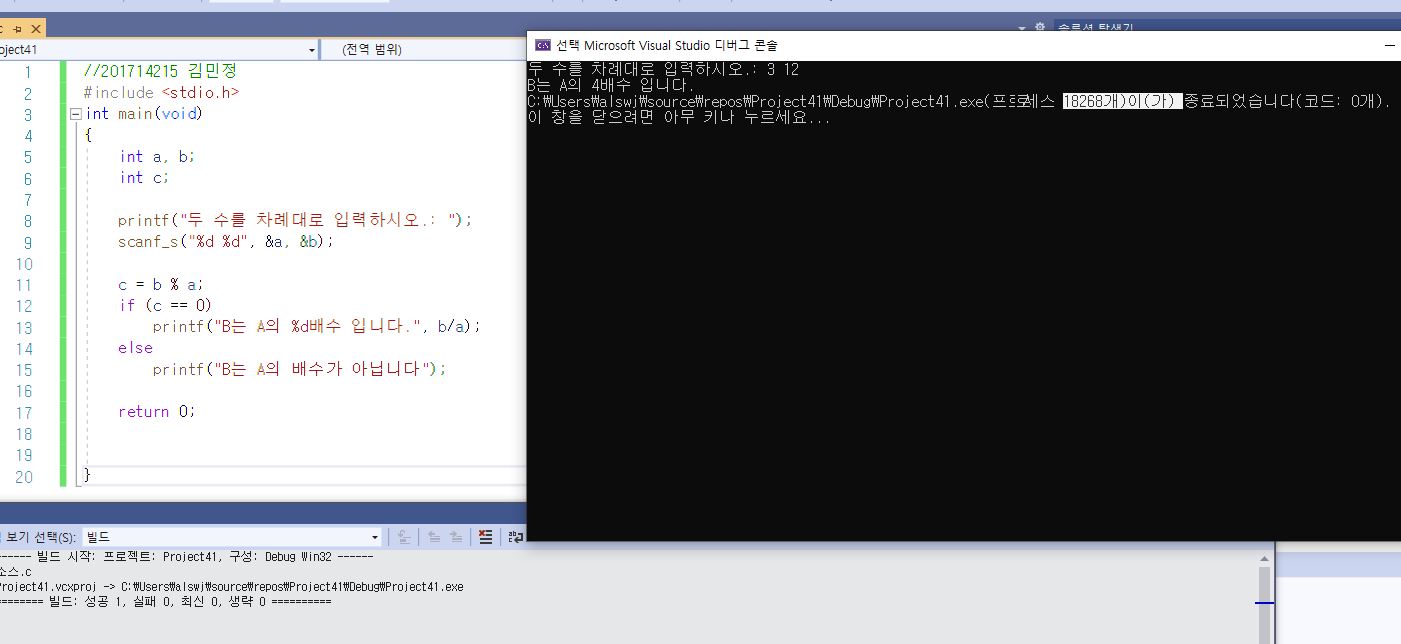 솔루션 탐색기
oject41
(전역 범위)
1 //201714215 김민정
2 #include <stdio.h>
3 int main(void)
4 {
5 int a, b;
6 int c;
7
8 printf("두 수를 차례대로 입력하시오.: ");
9 scanf_s("%d %d", &a, &b);
10
11 c = b % a;
12 if (c == 0)
13 printf("B는 A의 %d배수 입니다.", b/a);
14 else
15 printf("B는 A의 배수가 아닙니다");
16
17 return 0;
18
19
20 }
선택 Microsoft Visual Studio 디버그 콘솔
두 수를 차례대로 입력하시오.: 3 12
B는 A의 4배수 입니다.
C:\Users\alswj\source\repos\Project41\Debug\Project41.exe(프로세스 18268개)이(가) 종료되었습니다(코드: 0개).
이 창을 닫으려면 아무 키나 누르세요...
보기 선택(S): 빌드
------ 빌드 시작: 프로젝트: Project41, 구성: Debug Win32 ------
소스.c
roject41.vcxproj -> C:\Users\alswj\source\repos\Project41\Debug\Project41.exe
======== 빌드: 성공 1, 실패 0, 최신 0, 생략 0 ==========